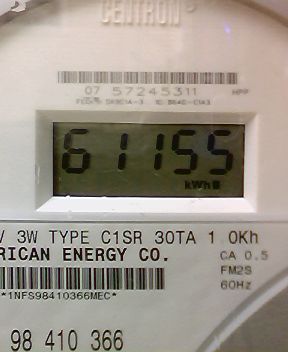 CENTRON
07 57245311 HPP
61155
kWh
V 3W TYPE C1SR 30TA 1.0Kh
RICAN ENERGY CO.
CA 0.5
FM2S
60Hz
*1NFS98410366MEC*
98 410 366